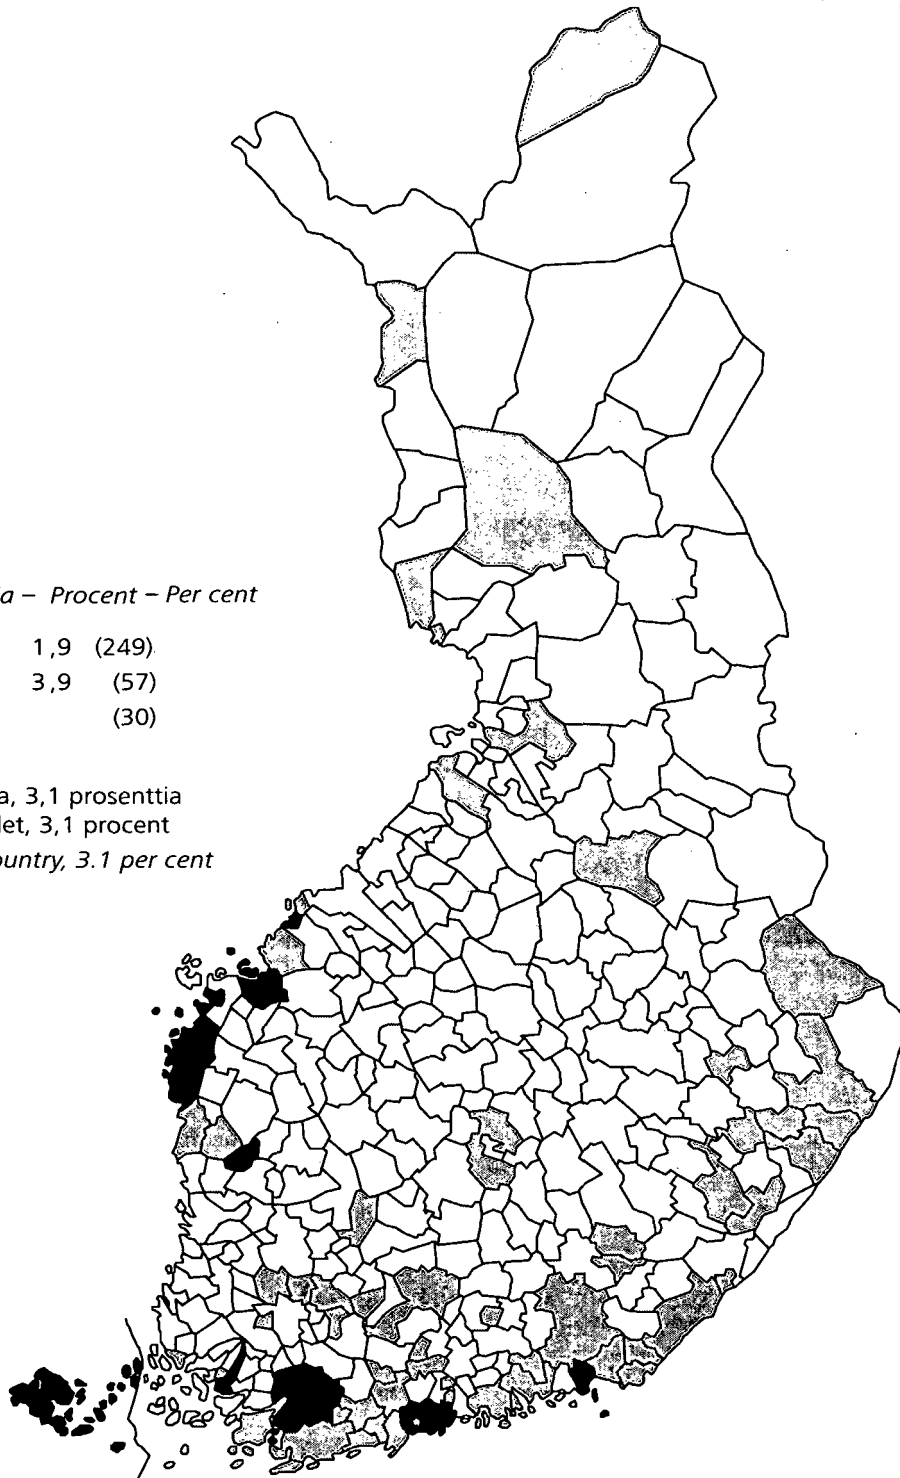 a – Procent – Per cent
1,9 (249)
3,9 (57)
(30)
a, 3,1 prosenttia
let, 3,1 procent
ountry, 3.1 per cent